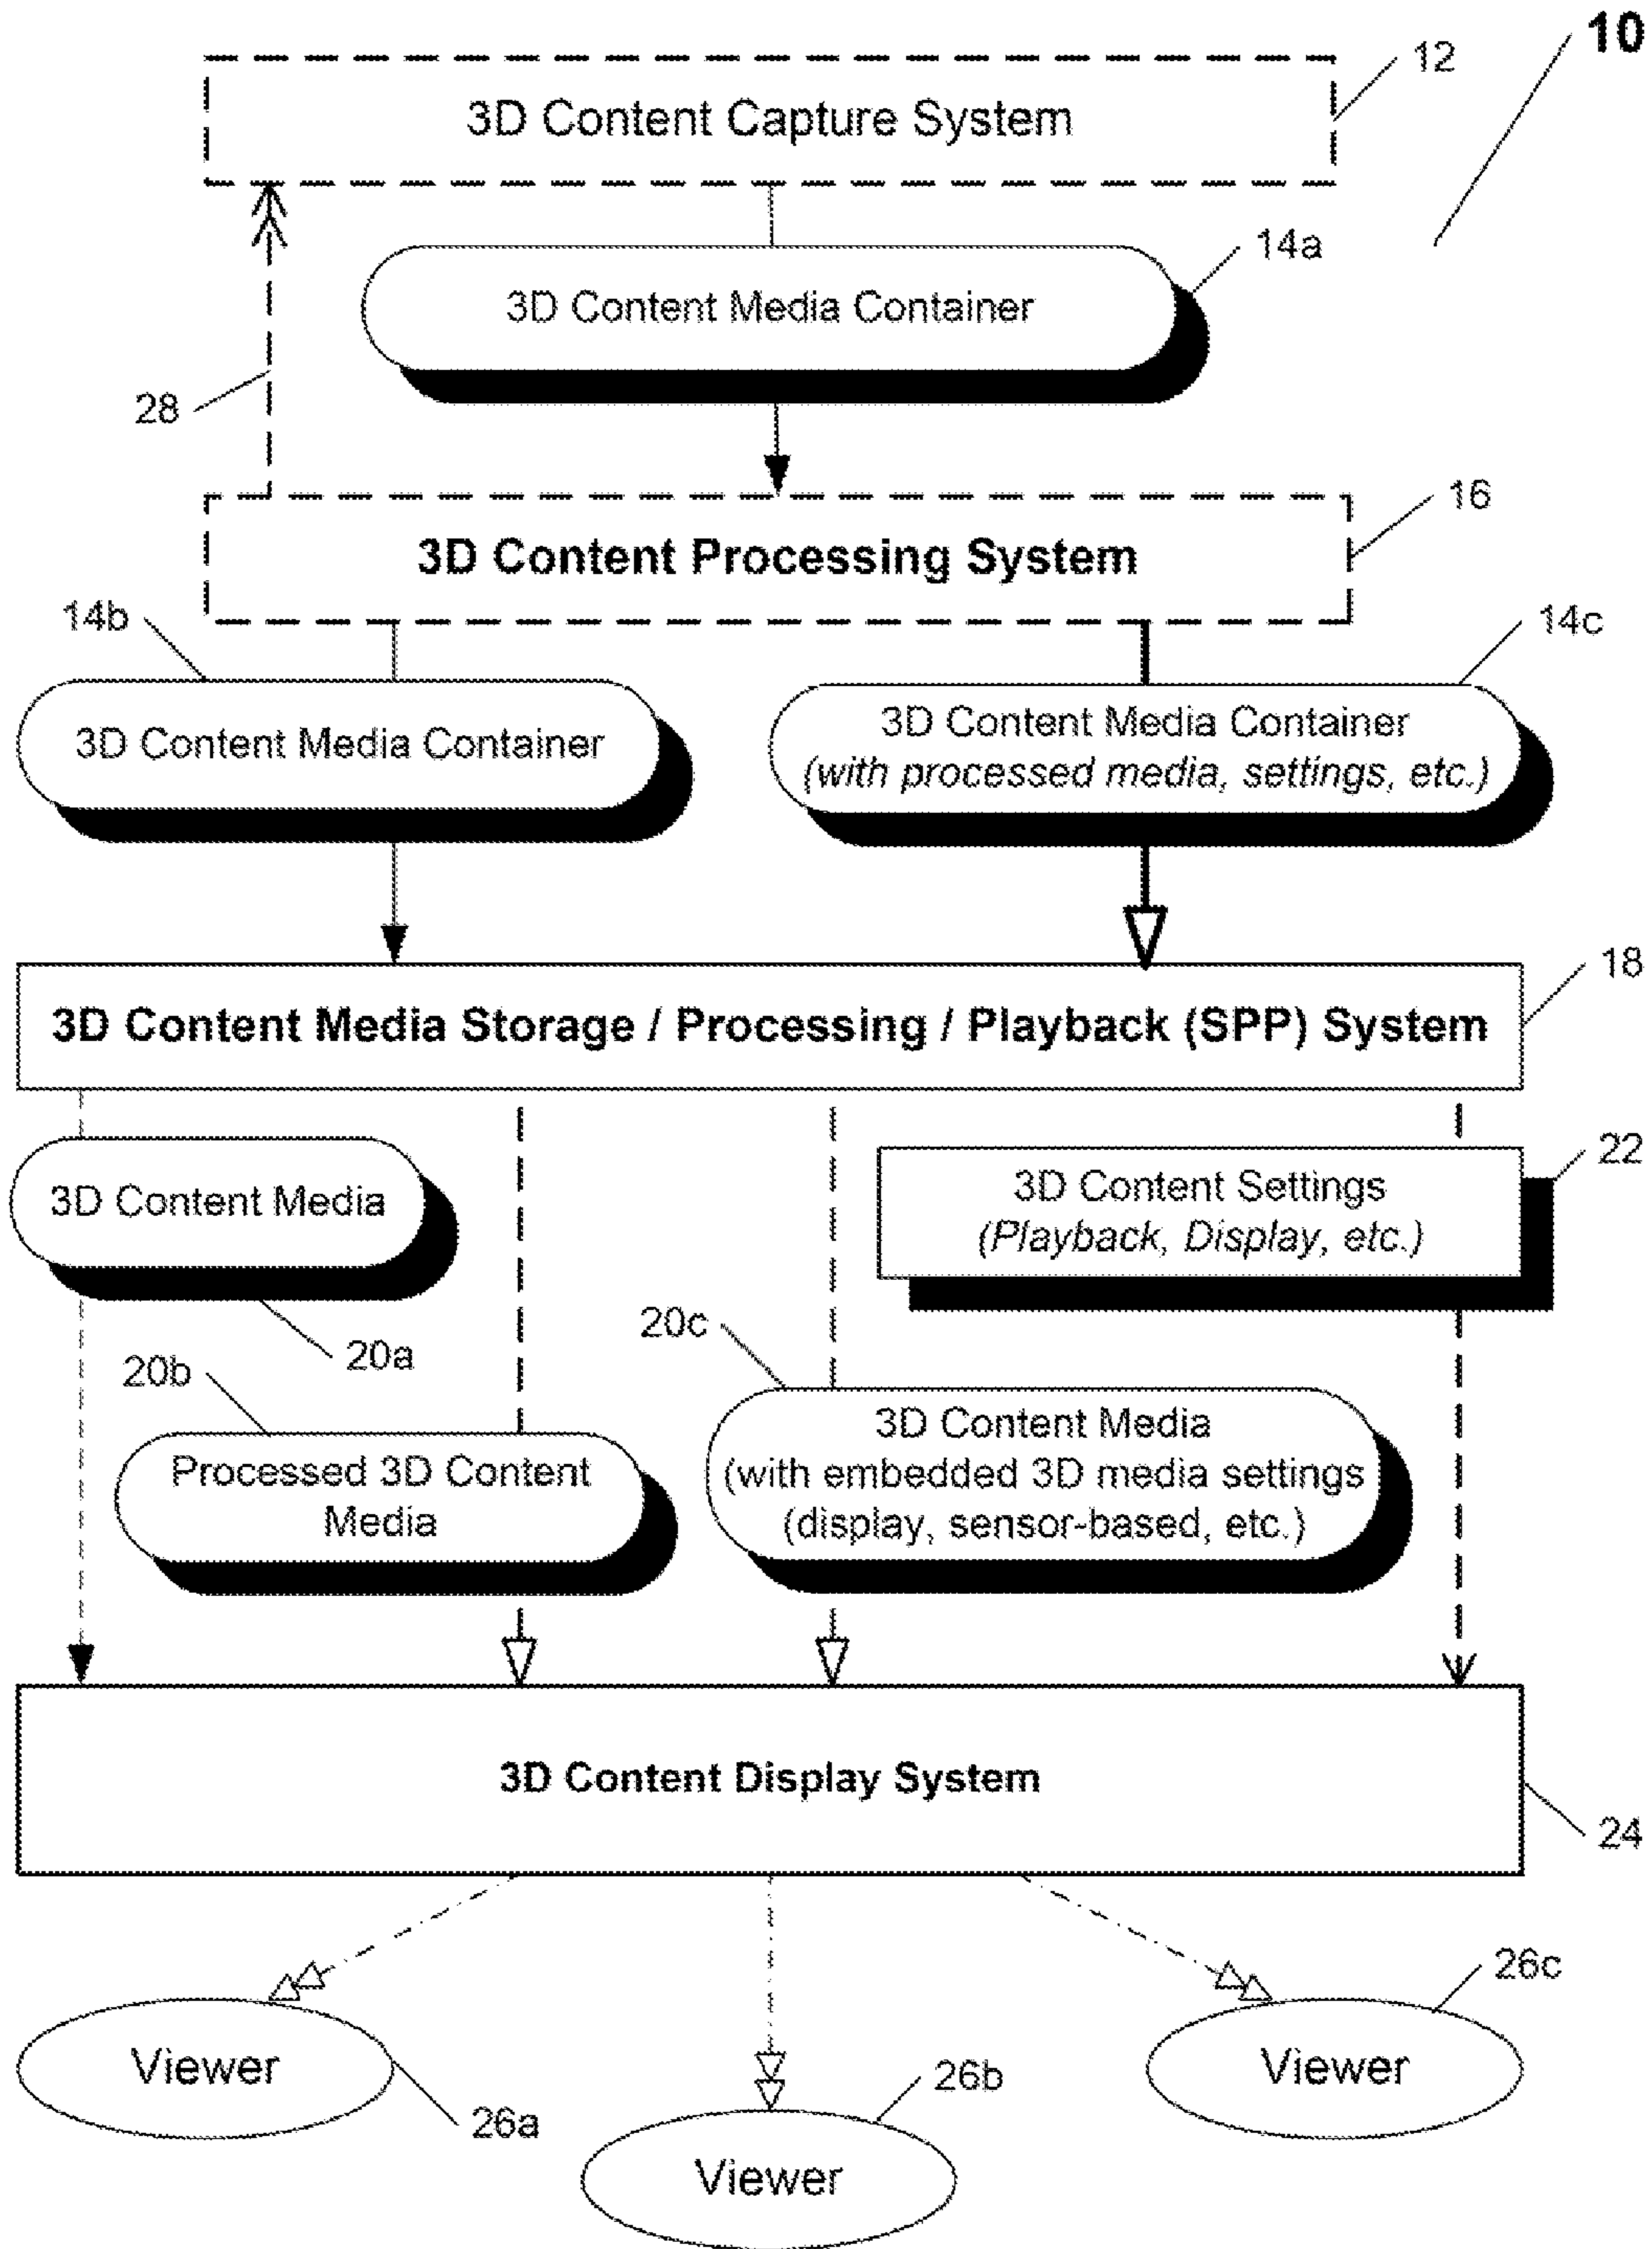 10
12
3D Content Capture System
14a
3D Content Media Container
28
16
3D Content Processing System
14b
14c
3D Content Media Container
3D Content Media Container
(with processed media, settings, etc.)
18
3D Content Media Storage / Processing / Playback (SPP) System
22
3D Content Media
3D Content Settings
(Playback, Display, etc.)
20a
20b
20c
Processed 3D Content
Media
3D Content Media
(with embedded 3D media settings
(display, sensor-based, etc.)
3D Content Display System
24
26c
Viewer
Viewer
26a
26b
Viewer